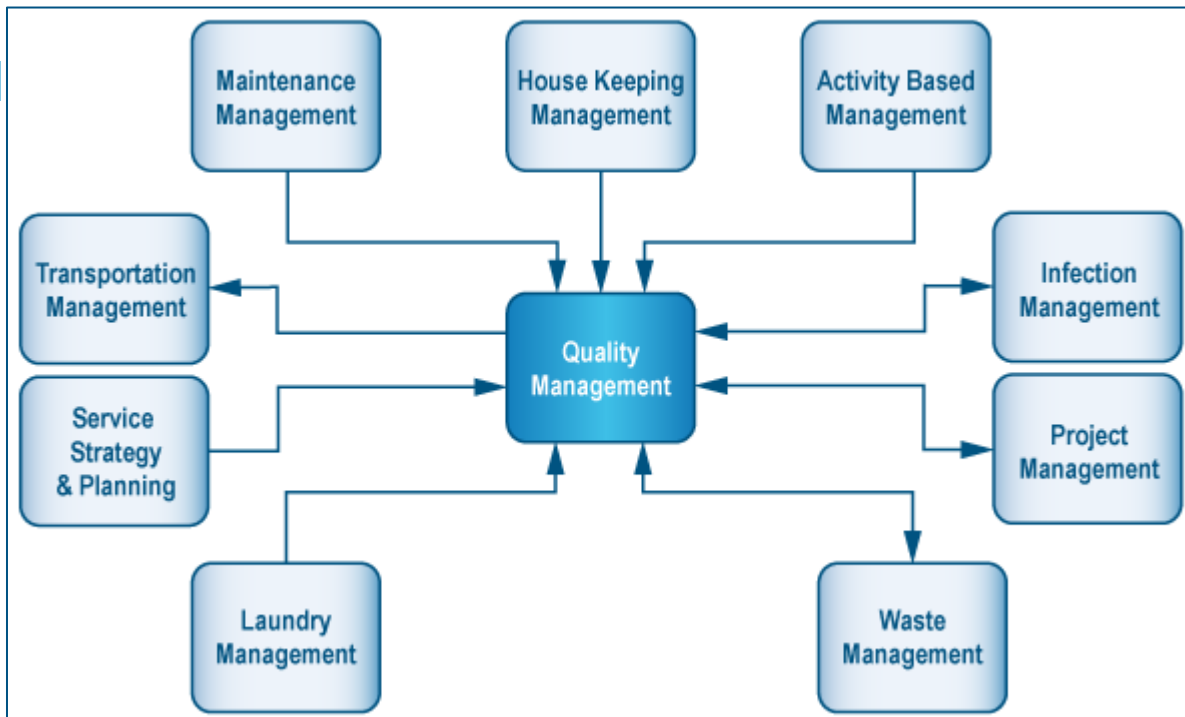 Maintenance
Management
House Keeping
Management
Activity Based
Management
Transportation
Management
Infection
Management
Quality
Management
Service
Strategy
& Planning
Project
Management
Laundry
Management
Waste
Management